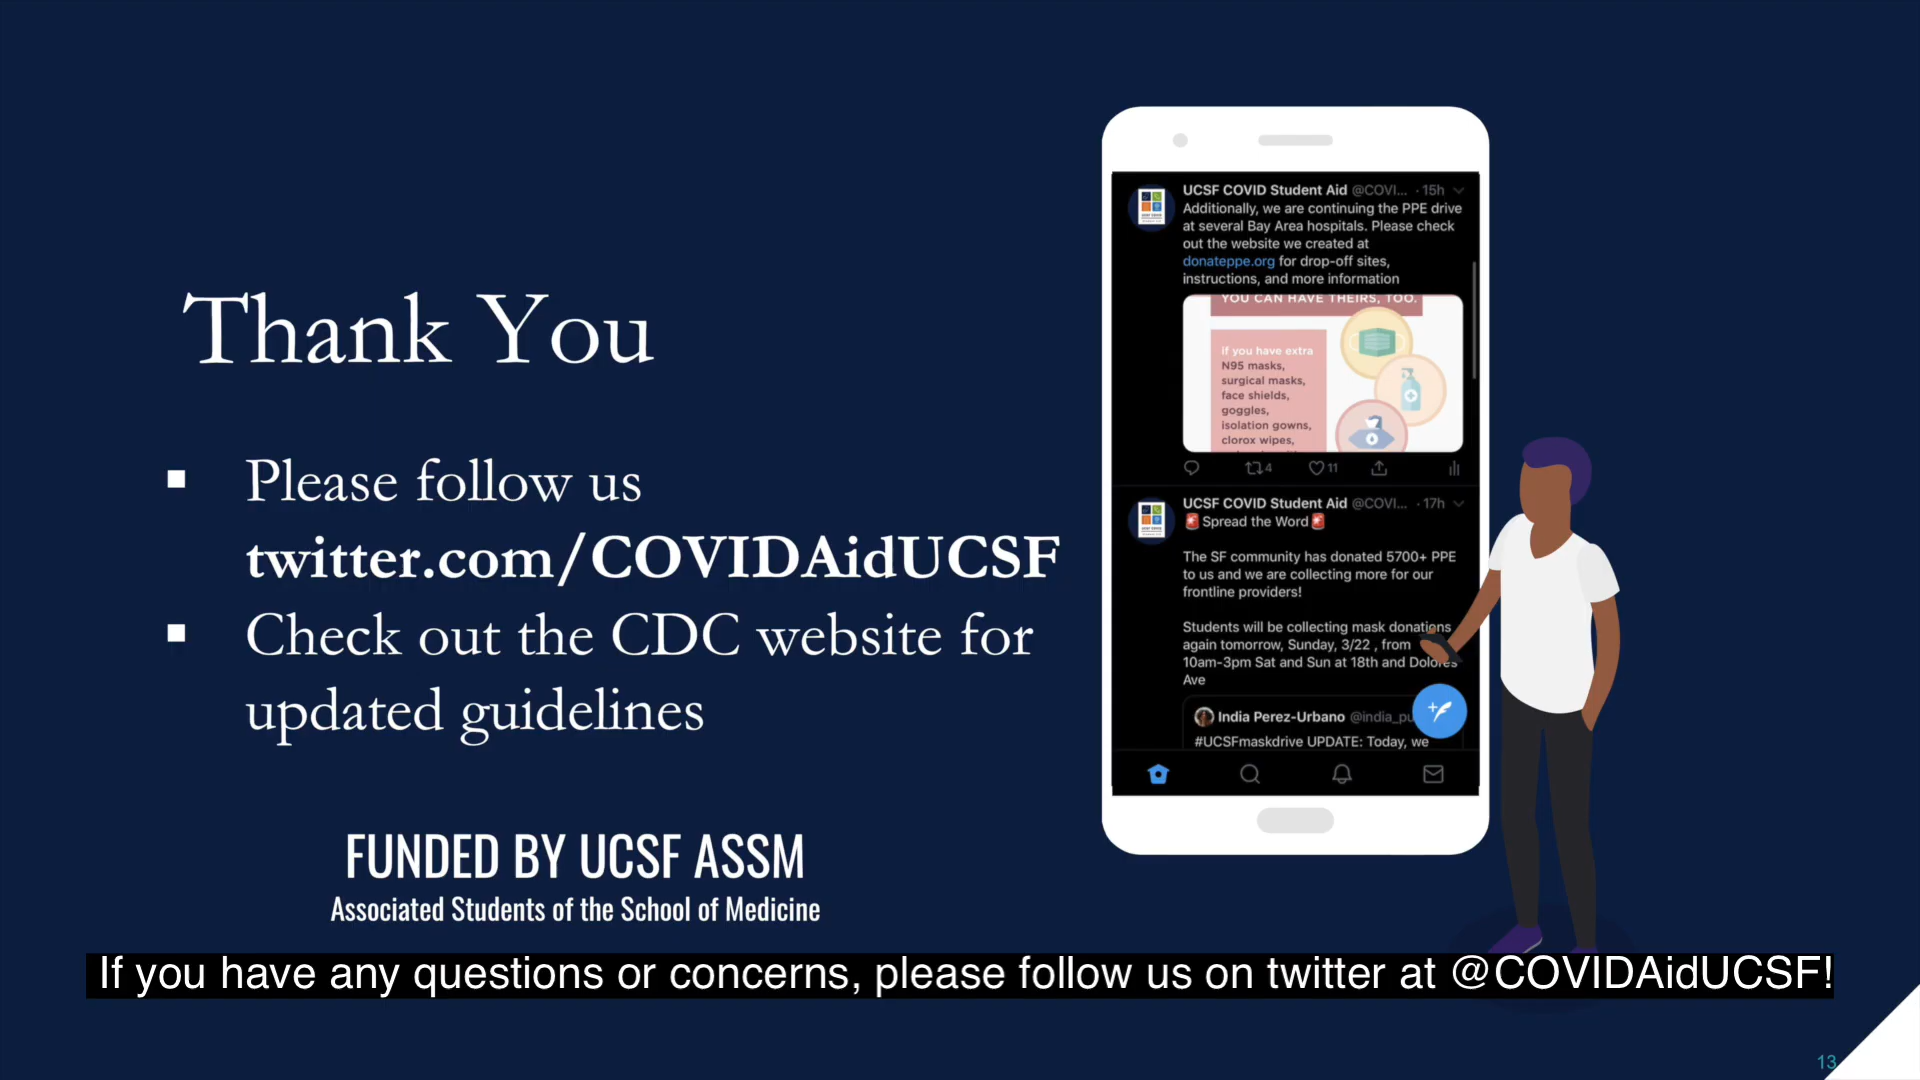 Thank You
▪ Please follow us
twitter.com/COVIDAidUCSF
▪ Check out the CDC website for
updated guidelines
FUNDED BY UCSF ASSM
Associated Students of the School of Medicine
UCSF COVID Student Aid @COVI... · 15h
Additionally, we are continuing the PPE drive
at several Bay Area hospitals. Please check
out the website we created at
donateppe.org for drop-off sites,
instructions, and more information
YOU CAN HAVE THEIRS, TOO.
if you have extra
N95 masks,
surgical masks,
face shields,
goggles,
isolation gowns,
clorox wipes,
4 11
UCSF COVID Student Aid @COVI... · 17h
🚨Spread the Word🚨
The SF community has donated 5700+ PPE
to us and we are collecting more for our
frontline providers!
Students will be collecting mask donations
again tomorrow, Sunday, 3/22 , from
10am-3pm Sat and Sun at 18th and Dolores
Ave
India Perez-Urbano @india_pu
#UCSFmaskdrive UPDATE: Today, we
If you have any questions or concerns, please follow us on twitter at @COVIDAidUCSF!
13